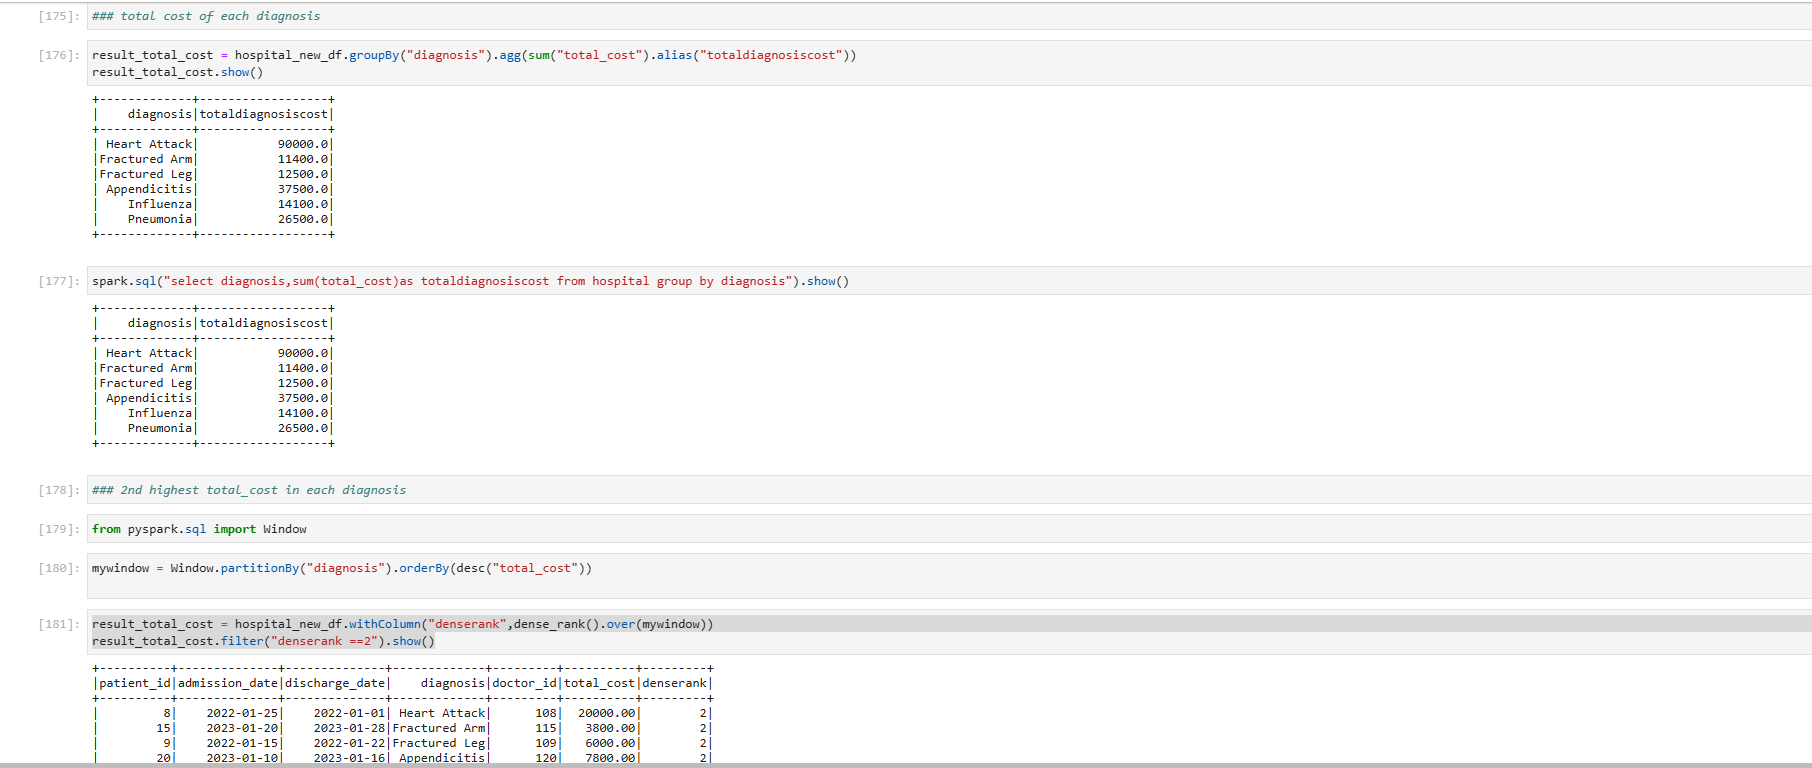 [175]: ### total cost of each diagnosis
[176]: result_total_cost = hospital_new_df.groupBy("diagnosis").agg(sum("total_cost").alias("totaldiagnosiscost"))
result_total_cost.show()
+-------------+------------------+
|    diagnosis|totaldiagnosiscost|
+-------------+------------------+
| Heart Attack|           90000.0|
|Fractured Arm|           11400.0|
|Fractured Leg|           12500.0|
| Appendicitis|           37500.0|
|    Influenza|           14100.0|
|    Pneumonia|           26500.0|
+-------------+------------------+
[177]: spark.sql("select diagnosis,sum(total_cost)as totaldiagnosiscost from hospital group by diagnosis").show()
+-------------+------------------+
|    diagnosis|totaldiagnosiscost|
+-------------+------------------+
| Heart Attack|           90000.0|
|Fractured Arm|           11400.0|
|Fractured Leg|           12500.0|
| Appendicitis|           37500.0|
|    Influenza|           14100.0|
|    Pneumonia|           26500.0|
+-------------+------------------+
[178]: ### 2nd highest total_cost in each diagnosis
[179]: from pyspark.sql import Window
[180]: mywindow = Window.partitionBy("diagnosis").orderBy(desc("total_cost"))
[181]: result_total_cost = hospital_new_df.withColumn("denserank",dense_rank().over(mywindow))
result_total_cost.filter("denserank ==2").show()
+----------+--------------+--------------+-------------+---------+----------+---------+
|patient_id|admission_date|discharge_date|    diagnosis|doctor_id|total_cost|denserank|
+----------+--------------+--------------+-------------+---------+----------+---------+
|         8|    2022-01-25|    2022-01-01| Heart Attack|      108|  20000.00|        2|
|        15|    2023-01-20|    2023-01-28|Fractured Arm|      115|   3800.00|        2|
|         9|    2022-01-15|    2022-01-22|Fractured Leg|      109|   6000.00|        2|
|        20|    2023-01-10|    2023-01-16| Appendicitis|      120|   7800.00|        2|